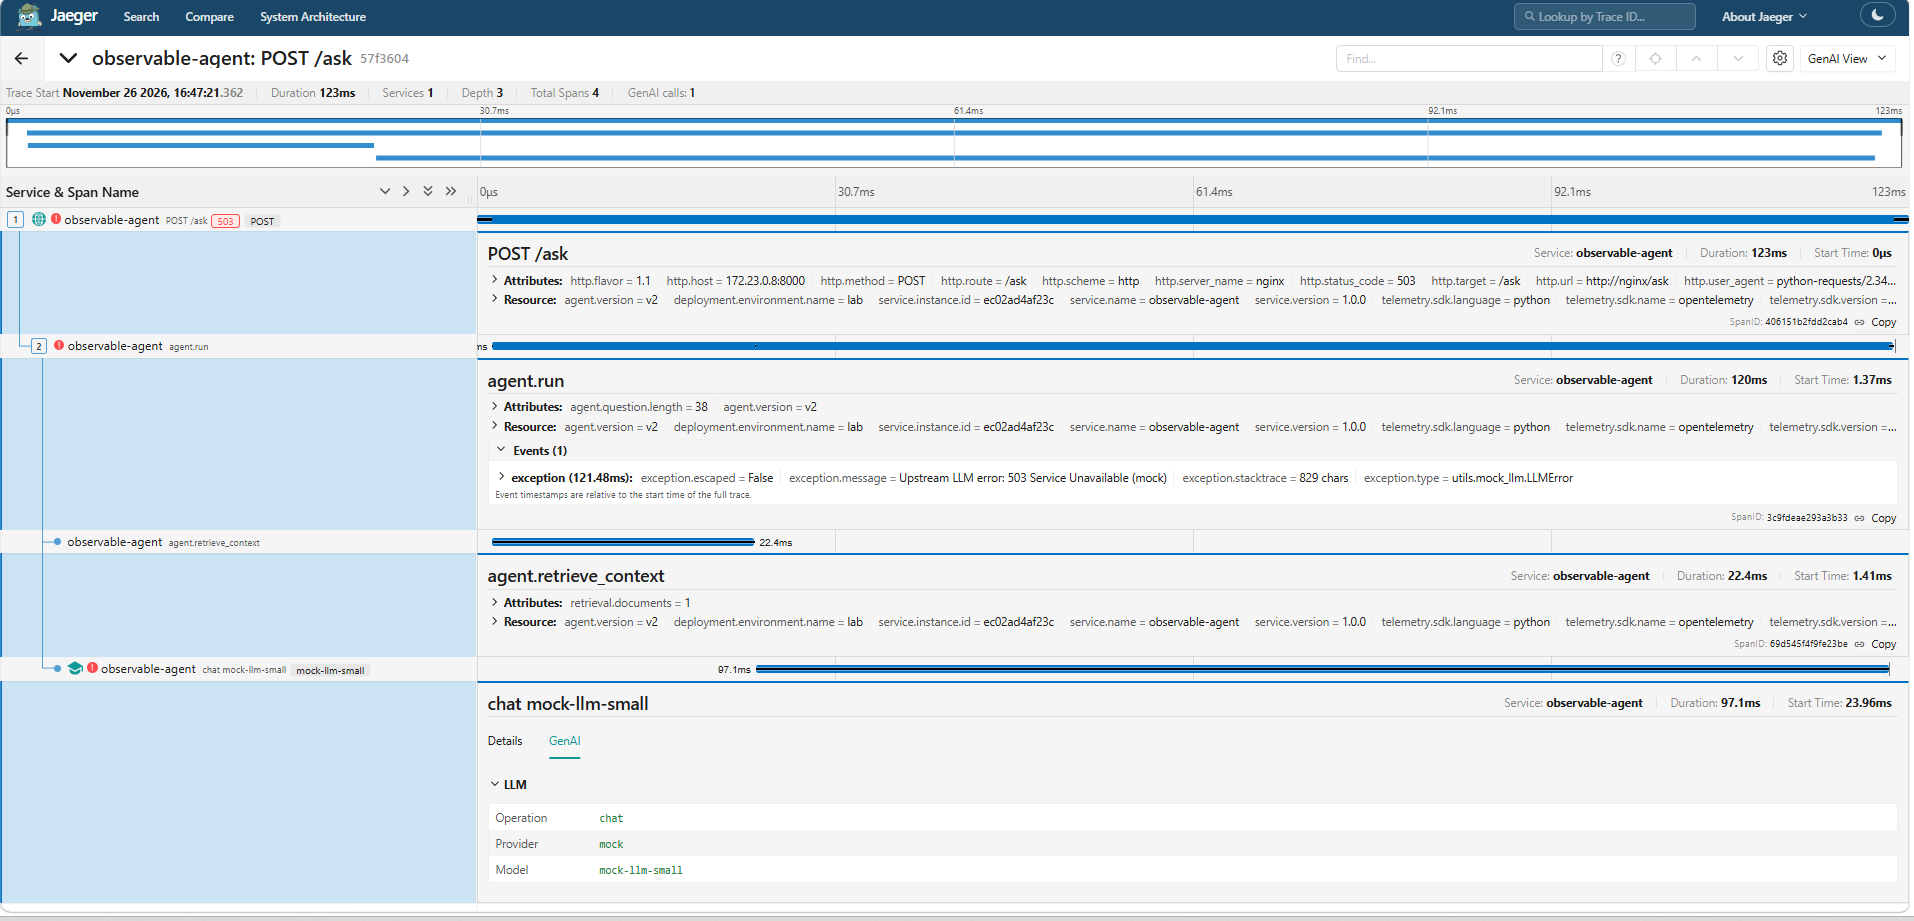 Jaeger Search Compare System Architecture Lookup by Trace ID... About Jaeger
observable-agent: POST /ask 57f3604 Find... ? GenAI View
Trace Start November 26 2026, 16:47:21.362 Duration 123ms Services 1 Depth 3 Total Spans 4 GenAI calls: 1
0μs 30.7ms 61.4ms 92.1ms 123ms
Service & Span Name 0μs 30.7ms 61.4ms 92.1ms 123ms
1 observable-agent POST /ask 503 POST
POST /ask Service: observable-agent Duration: 123ms Start Time: 0μs
Attributes: http.flavor = 1.1 http.host = 172.23.0.8:8000 http.method = POST http.route = /ask http.scheme = http http.server_name = nginx http.status_code = 503 http.target = /ask http.url = http://nginx/ask http.user_agent = python-requests/2.34...
Resource: agent.version = v2 deployment.environment.name = lab service.instance.id = ec02ad4af23c service.name = observable-agent service.version = 1.0.0 telemetry.sdk.language = python telemetry.sdk.name = opentelemetry telemetry.sdk.version =...
SpanID: 406151b2fdd2cab4 Copy
2 observable-agent agent.run ms
agent.run Service: observable-agent Duration: 120ms Start Time: 1.37ms
Attributes: agent.question.length = 38 agent.version = v2
Resource: agent.version = v2 deployment.environment.name = lab service.instance.id = ec02ad4af23c service.name = observable-agent service.version = 1.0.0 telemetry.sdk.language = python telemetry.sdk.name = opentelemetry telemetry.sdk.version =...
Events (1)
exception (121.48ms): exception.escaped = False exception.message = Upstream LLM error: 503 Service Unavailable (mock) exception.stacktrace = 829 chars exception.type = utils.mock_llm.LLMError
Event timestamps are relative to the start time of the full trace.
SpanID: 3c9fdeae293a3b33 Copy
observable-agent agent.retrieve_context 22.4ms
agent.retrieve_context Service: observable-agent Duration: 22.4ms Start Time: 1.41ms
Attributes: retrieval.documents = 1
Resource: agent.version = v2 deployment.environment.name = lab service.instance.id = ec02ad4af23c service.name = observable-agent service.version = 1.0.0 telemetry.sdk.language = python telemetry.sdk.name = opentelemetry telemetry.sdk.version =...
SpanID: 69d545f4f9fe23be Copy
observable-agent chat mock-llm-small mock-llm-small 97.1ms
chat mock-llm-small Service: observable-agent Duration: 97.1ms Start Time: 23.96ms
Details GenAI
LLM
Operation chat
Provider mock
Model mock-llm-small